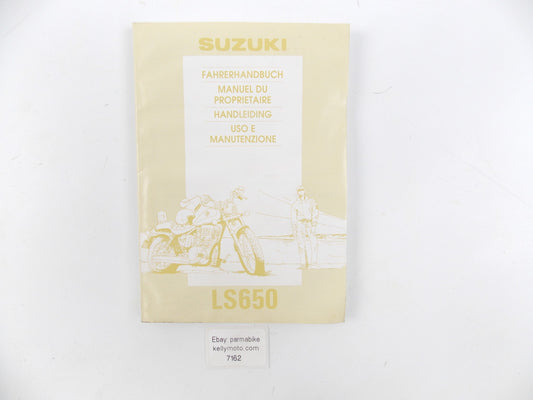 SUZUKI
FAHRERHANDBUCH
MANUEL DU
PROPRIETAIRE
HANDLEIDING
USO E
MANUTENZIONE
LS650
Ebay parmabike
kellymoto.com
7162